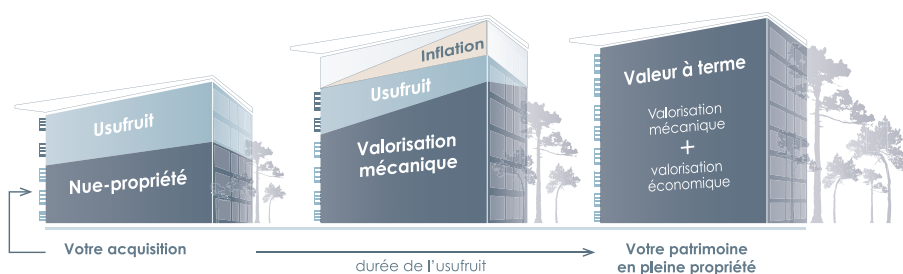 Usufruit
Nue-propriété
Votre acquisition
Inflation
Usufruit
Valorisation
mécanique
durée de l'usufruit
Valeur à terme
Valorisation
mécanique
+
valorisation
économique
Votre patrimoine
en pleine propriété